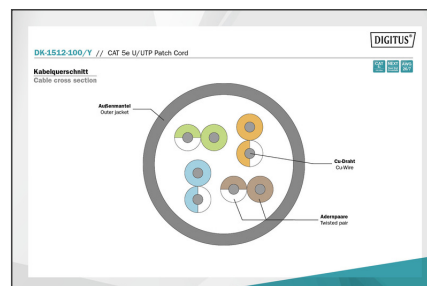 DIGITUS®
DK-1512-100/Y // CAT 5e U/UTP Patch Cord
Kabelquerschnitt
Cable cross section
Außenmantel
Outer jacket
Cu-Draht
Cu-Wire
Aderspaare
Twisted pair